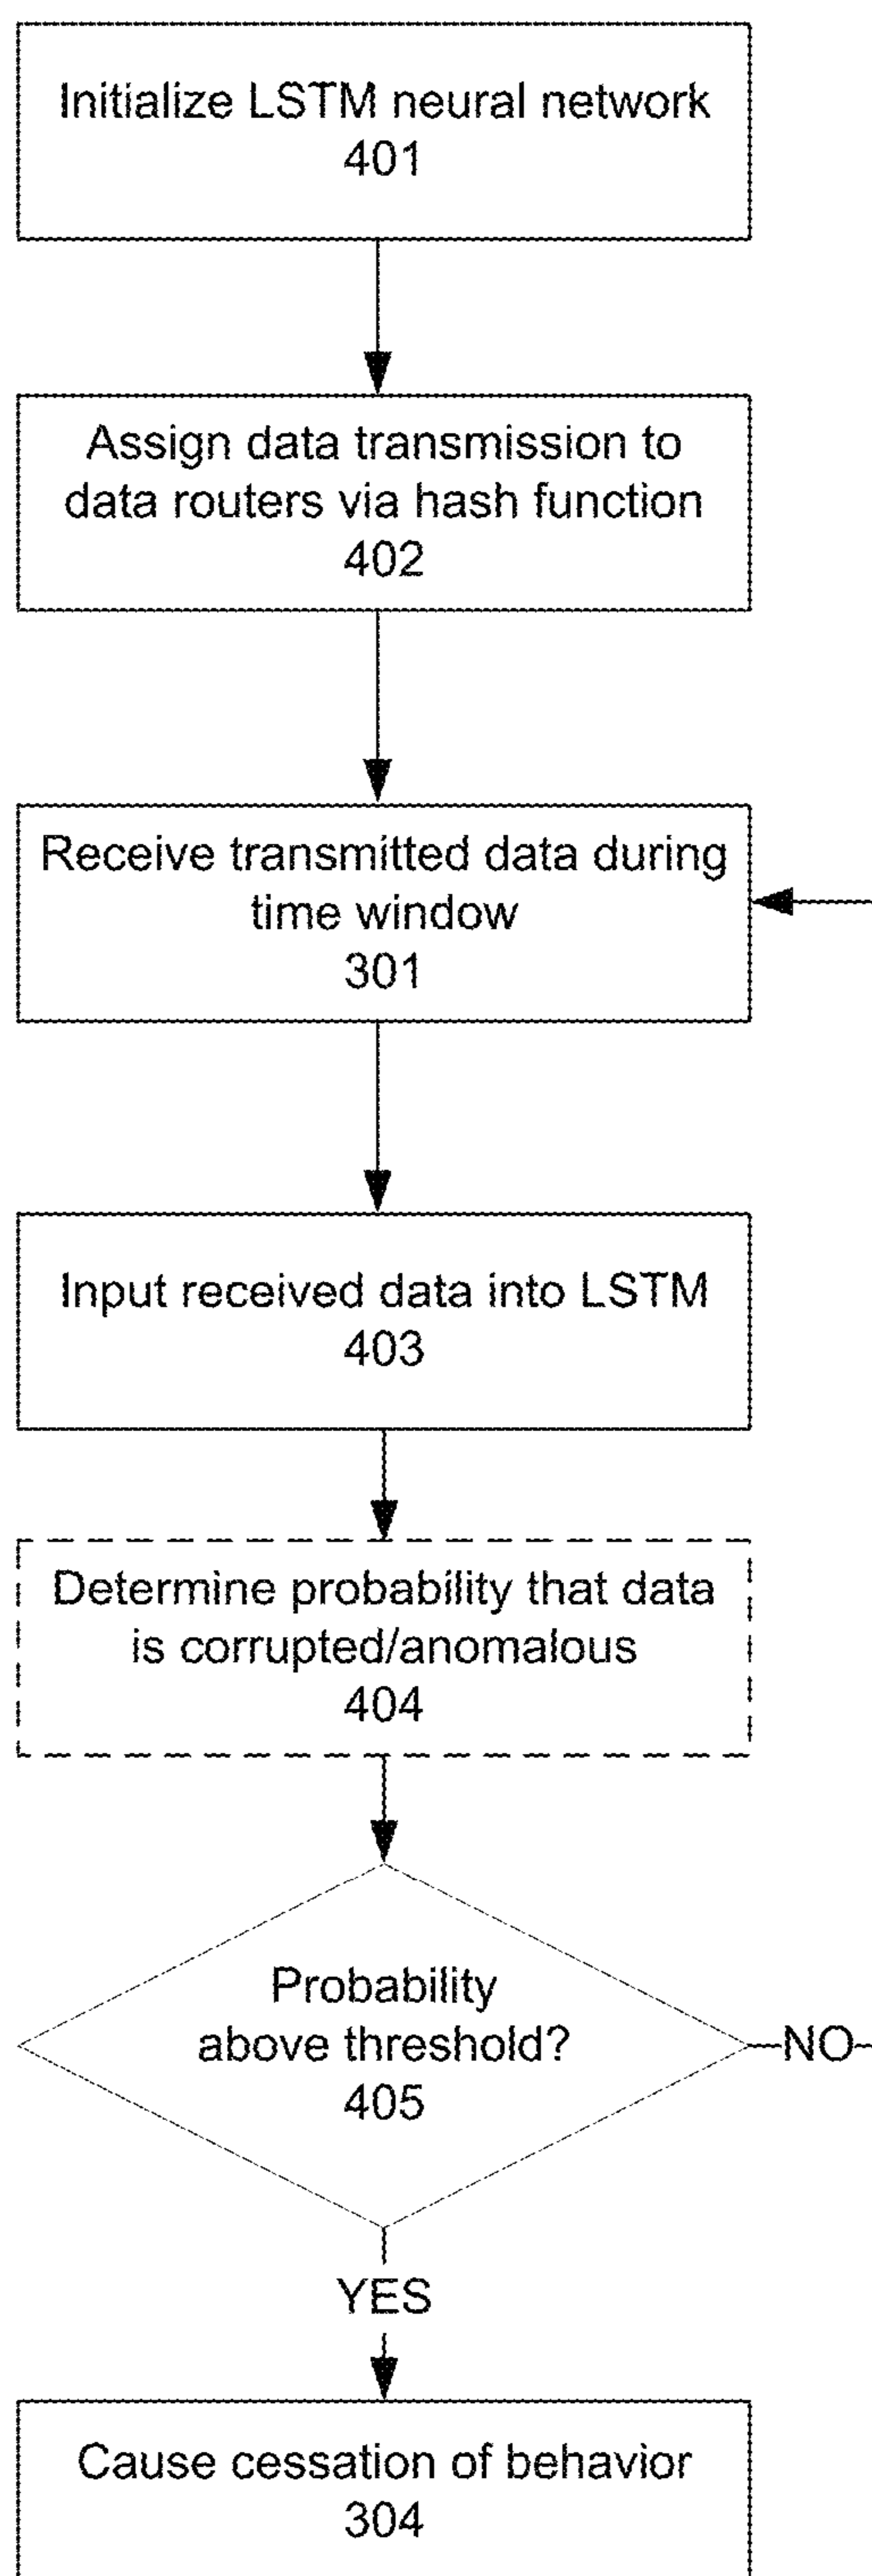 Initialize LSTM neural network
401
Assign data transmission to
data routers via hash function
402
Receive transmitted data during
time window
301
Input received data into LSTM
403
Determine probability that data
is corrupted/anomalous
404
Probability
above threshold?
405
NO
YES
Cause cessation of behavior
304